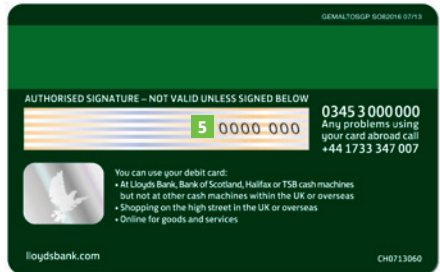 GEMALTOSGP SO82016 07/13
AUTHORISED SIGNATURE – NOT VALID UNLESS SIGNED BELOW
5 0000 000
0345 3 000000
Any problems using
your card abroad call
+44 1733 347 007
You can use your debit card:
• At Lloyds Bank, Bank of Scotland, Halifax or TSB cash machines
but not at other cash machines within the UK or overseas
• Shopping on the high street in the UK or overseas
• Online for goods and services
lloydsbank.com
CH0713060